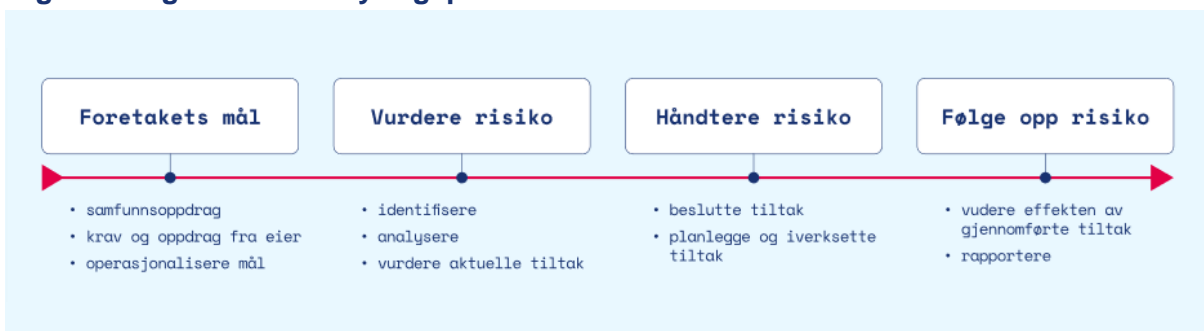 Foretakets mål
Vurdere risiko
Håndtere risiko
Følge opp risiko
• samfunnsoppdrag
• krav og oppdrag fra eier
• operasjonalisere mål
• identifisere
• analysere
• vurdere aktuelle tiltak
• beslutte tiltak
• planlegge og iverksette
tiltak
• vudere effekten av
gjennomførte tiltak
• rapportere